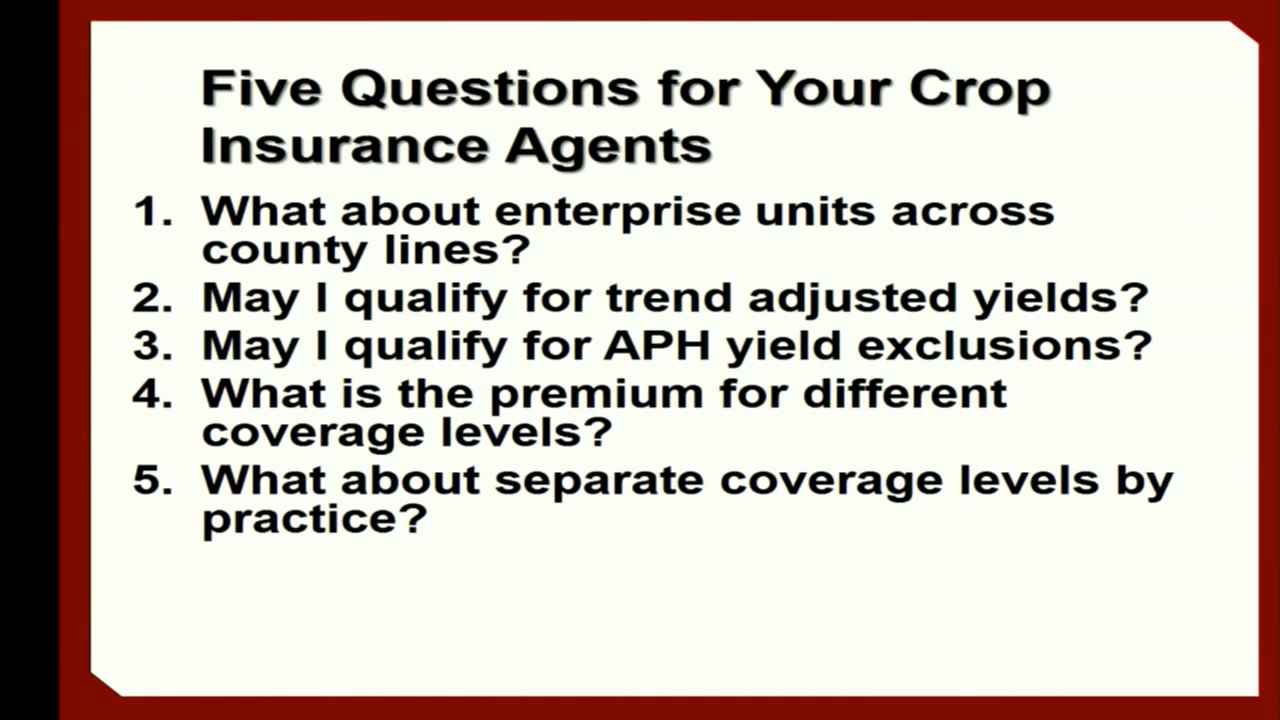 Five Questions for Your Crop
Insurance Agents
1. What about enterprise units across
county lines?
2. May I qualify for trend adjusted yields?
3. May I qualify for APH yield exclusions?
4. What is the premium for different
coverage levels?
5. What about separate coverage levels by
practice?